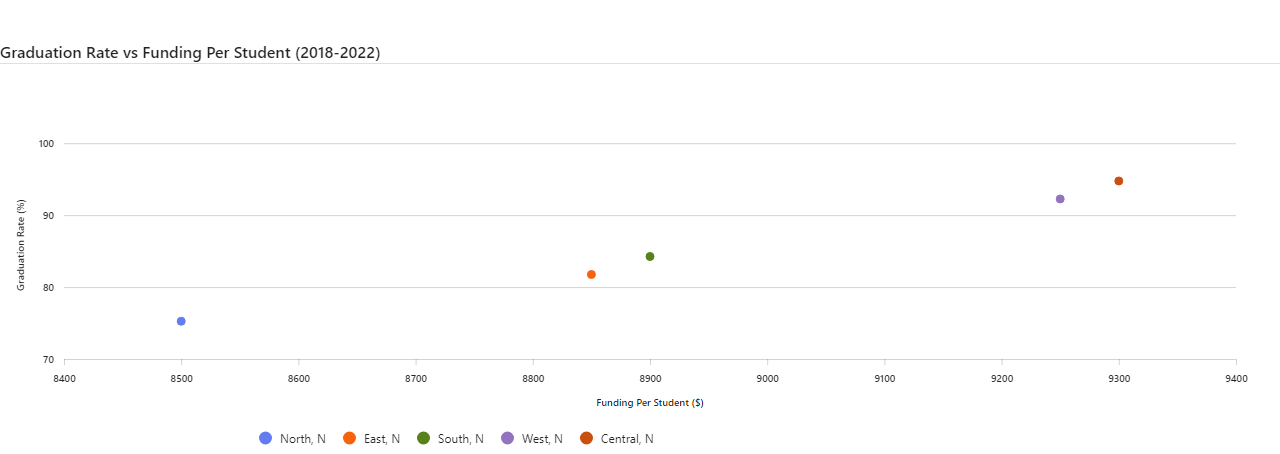 Graduation Rate vs Funding Per Student (2018-2022)
100
90
80
70
Graduation Rate (%)
8400 8500 8600 8700 8800 8900 9000 9100 9200 9300 9400
Funding Per Student ($)
North, N East, N South, N West, N Central, N